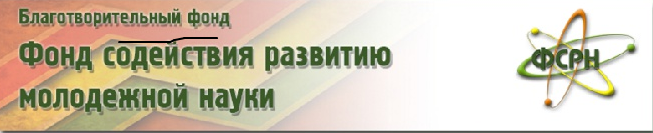 Благотворительный фонд
Фонд содействия развитию
молодежной науки
ФСРН